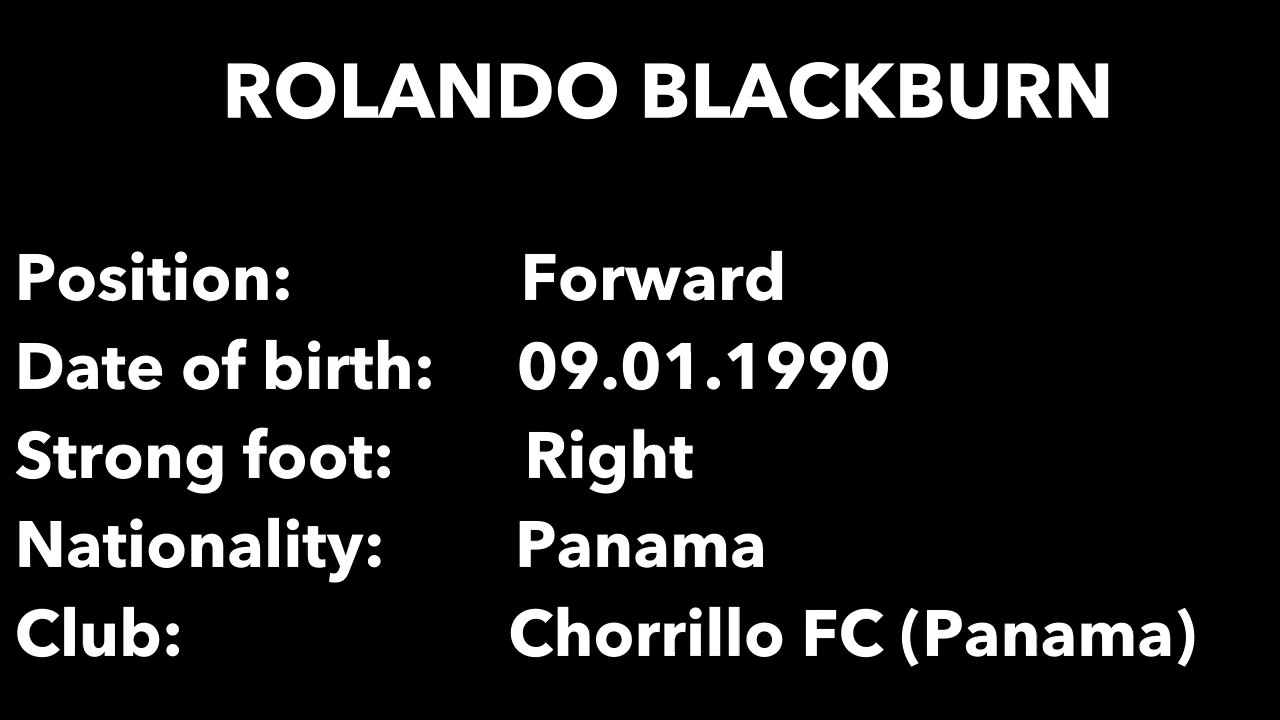 ROLANDO BLACKBURN
Position: Forward
Date of birth: 09.01.1990
Strong foot: Right
Nationality: Panama
Club: Chorrillo FC (Panama)